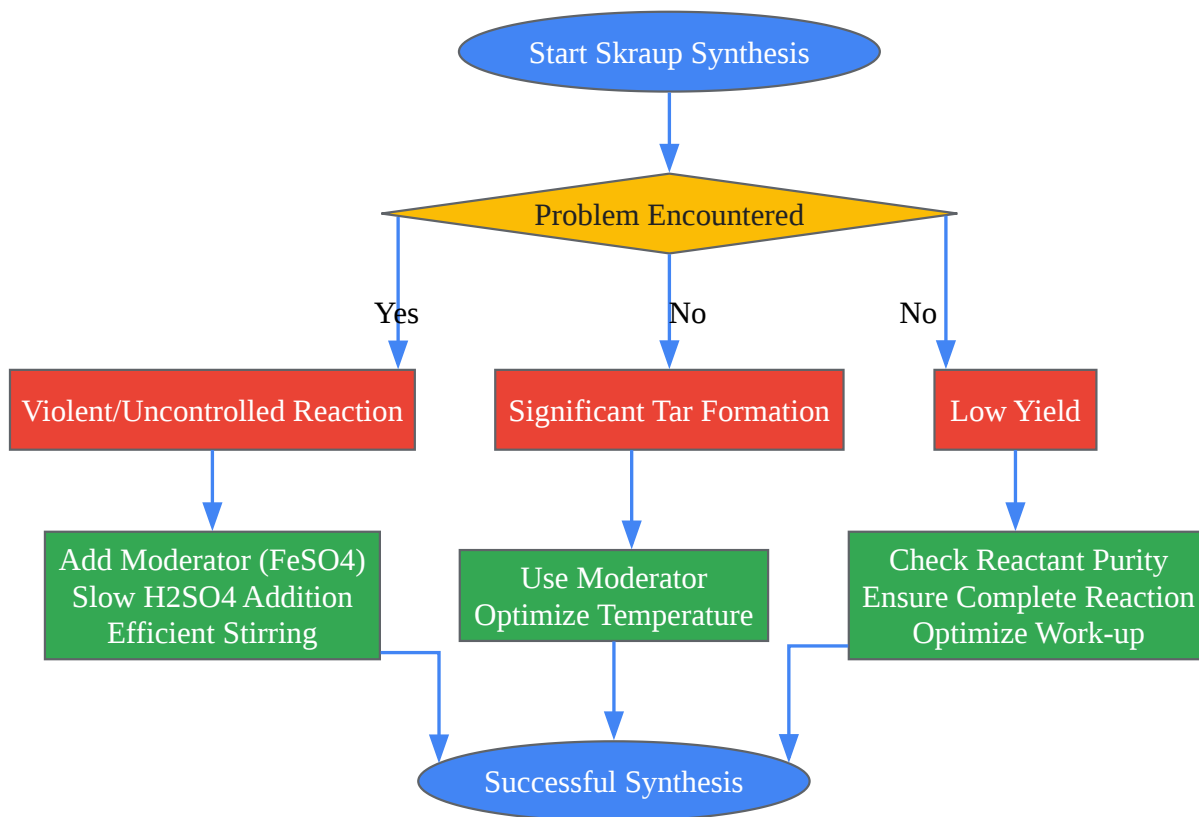 Start Skraup Synthesis
Problem Encountered
Yes
No
No
Violent/Uncontrolled Reaction
Significant Tar Formation
Low Yield
Add Moderator (FeSO4)
Slow H2SO4 Addition
Efficient Stirring
Use Moderator
Optimize Temperature
Check Reactant Purity
Ensure Complete Reaction
Optimize Work-up
Successful Synthesis